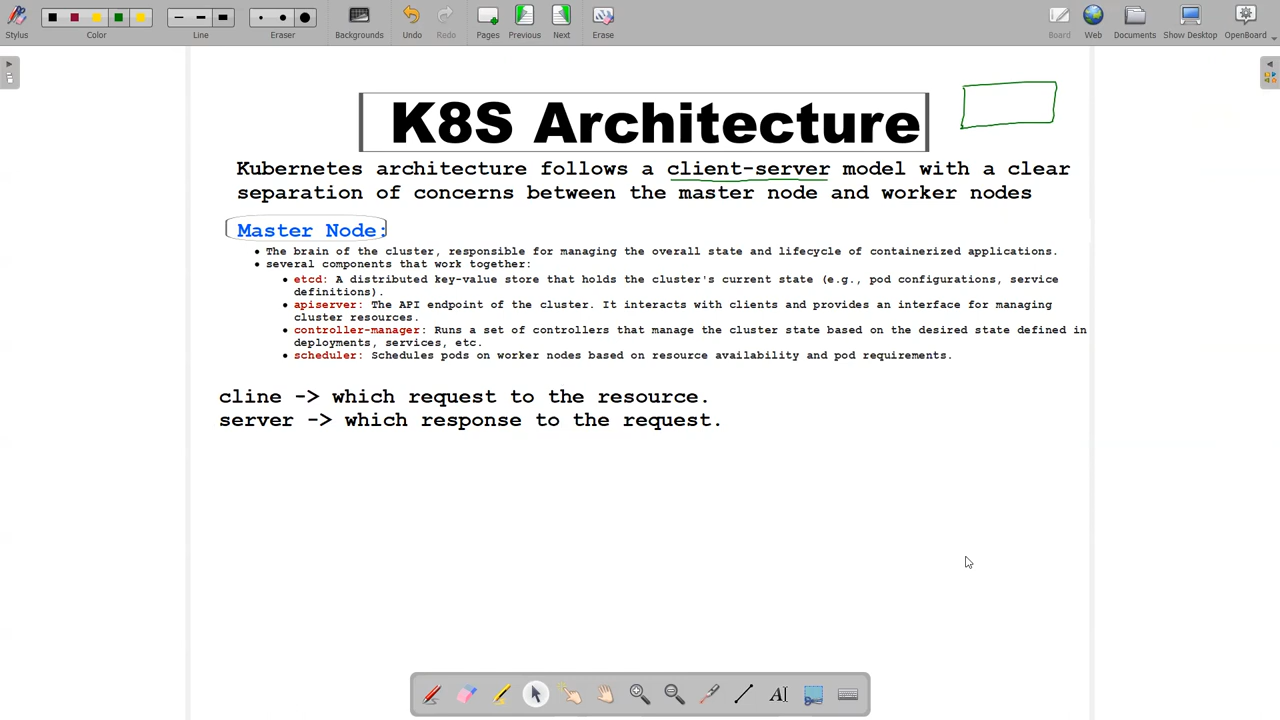 Stylus
Color
Line
Eraser
Backgrounds
Undo
Redo
Pages
Previous
Next
Erase
Board
Web
Documents
Show Desktop
OpenBoard
K8S Architecture
Kubernetes architecture follows a client-server model with a clear
separation of concerns between the master node and worker nodes
Master Node:
• The brain of the cluster, responsible for managing the overall state and lifecycle of containerized applications.
• several components that work together:
• etcd: A distributed key-value store that holds the cluster's current state (e.g., pod configurations, service
definitions).
• apiserver: The API endpoint of the cluster. It interacts with clients and provides an interface for managing
cluster resources.
• controller-manager: Runs a set of controllers that manage the cluster state based on the desired state defined in
deployments, services, etc.
• scheduler: Schedules pods on worker nodes based on resource availability and pod requirements.
cline -> which request to the resource.
server -> which response to the request.